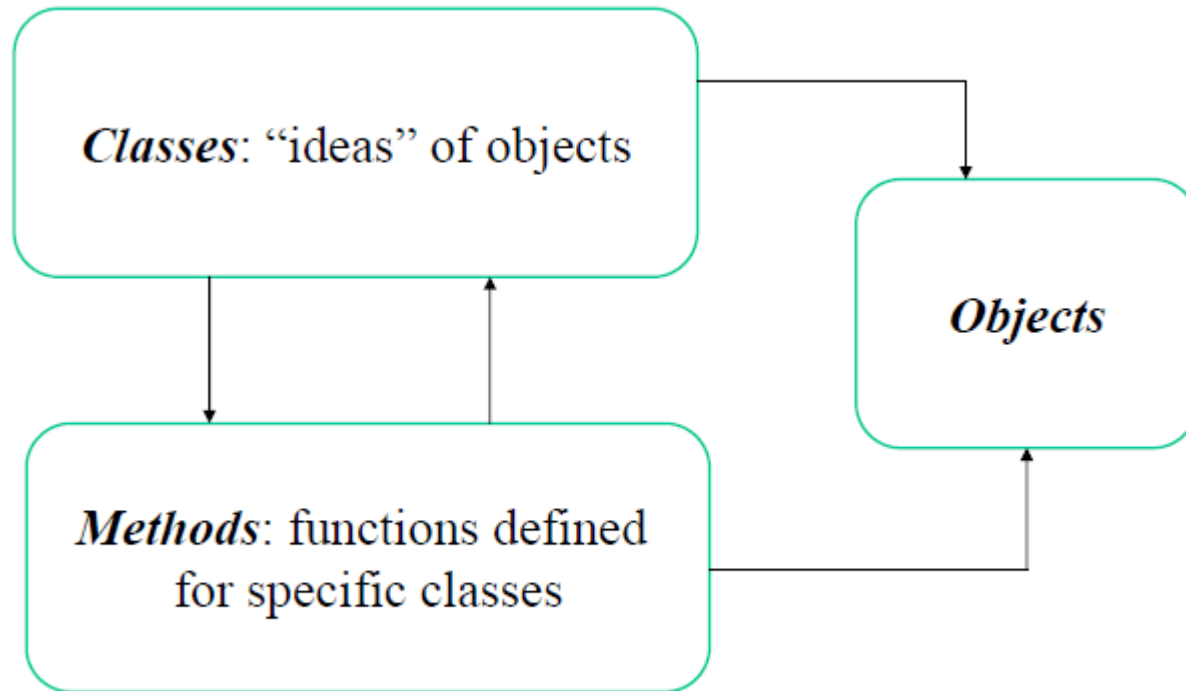 Classes: “ideas” of objects
Objects
Methods: functions defined
for specific classes